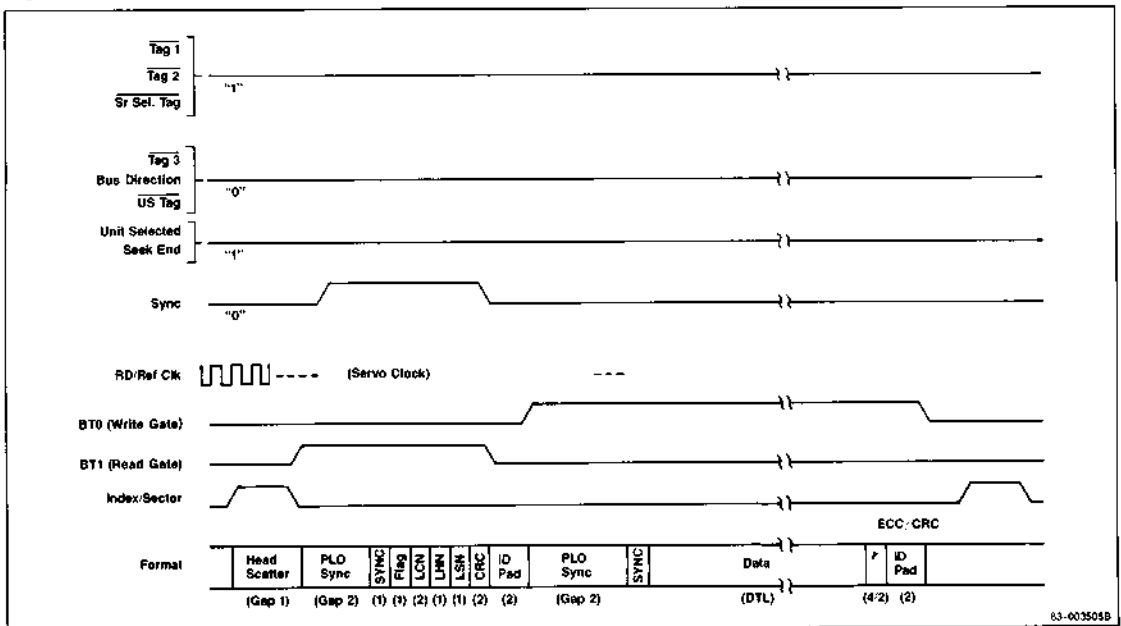 Tag 1
Tag 2
Sr Sel. Tag
"1"
Tag 3
Bus Direction
US Tag
"0"
Unit Selected
Seek End
"1"
Sync
"0"
RD/Ref Clk
(Servo Clock)
BT0 (Write Gate)
BT1 (Read Gate)
Index/Sector
ECC/CRC
Format
Head Scatter
PLO Sync
SYNC
Flag
LCN
LHN
LSN
CRC
ID Pad
PLO Sync
SYNC
Data
ID Pad
(Gap 1) (Gap 2) (1) (1) (2) (1) (1) (2) (2) (Gap 2) (DTL) (4/2) (2)
83-003505B